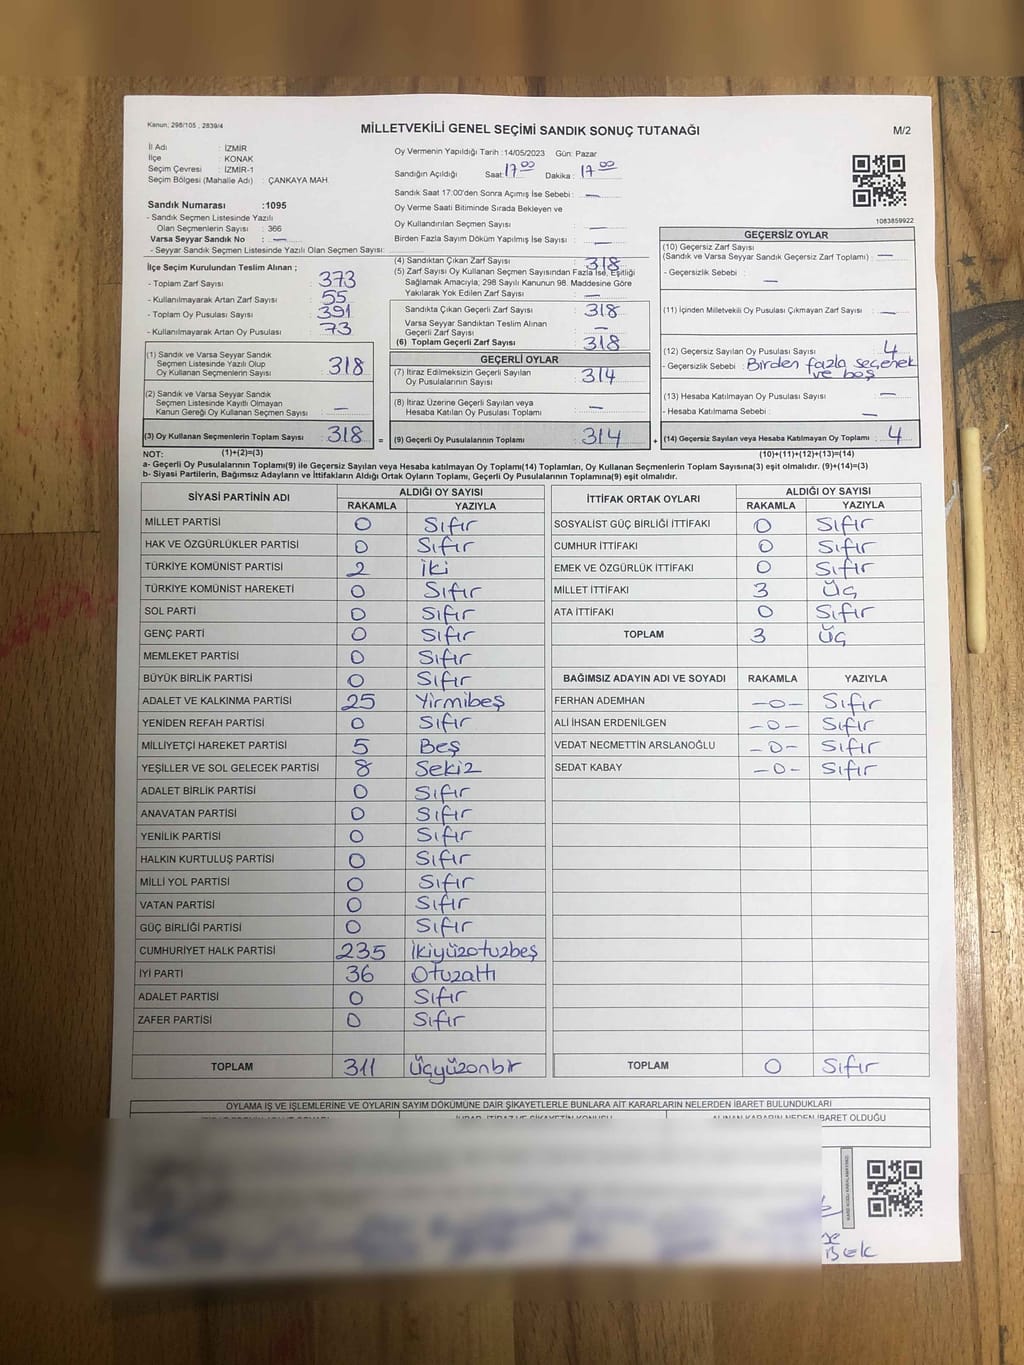 Kanun; 298/105 , 2839/4
MİLLETVEKİLİ GENEL SEÇİMİ SANDIK SONUÇ TUTANAĞI
M/2
İl Adı : İZMİR
İlçe : KONAK
Seçim Çevresi : İZMİR-1
Seçim Bölgesi (Mahalle Adı) : ÇANKAYA MAH
Sandık Numarası :1095
- Sandık Seçmen Listesinde Yazılı
Olan Seçmenlerin Sayısı : 366
Varsa Seyyar Sandık No : —
- Seyyar Sandık Seçmen Listesinde Yazılı Olan Seçmen Sayısı:
Oy Vermenin Yapıldığı Tarih :14/05/2023 Gün: Pazar
Sandığın Açıldığı Saat: 17 00 Dakika : 17 00
Sandık Saat 17:00'den Sonra Açımış İse Sebebi : —
Oy Verme Saati Bitiminde Sırada Bekleyen ve
Oy Kullandırılan Seçmen Sayısı : —
Birden Fazla Sayım Döküm Yapılmış İse Sayısı : —
1083859922
İlçe Seçim Kurulundan Teslim Alınan ;
- Toplam Zarf Sayısı : 373
- Kullanılmayarak Artan Zarf Sayısı : 55
- Toplam Oy Pusulası Sayısı : 391
- Kullanılmayarak Artan Oy Pusulası : 73
(1) Sandık ve Varsa Seyyar Sandık
Seçmen Listesinde Yazılı Olup
Oy Kullanan Seçmenlerin Sayısı : 318
(2) Sandık ve Varsa Seyyar Sandık
Seçmen Listesinde Kayıtlı Olmayan
Kanun Gereği Oy Kullanan Seçmen Sayısı : —
(3) Oy Kullanan Seçmenlerin Toplam Sayısı : 318 =
(4) Sandıktan Çıkan Zarf Sayısı : 318
(5) Zarf Sayısı Oy Kullanan Seçmen Sayısından Fazla İse, Eşitliği
Sağlamak Amacıyla; 298 Sayılı Kanunun 98. Maddesine Göre
Yakılarak Yok Edilen Zarf Sayısı : —
Sandıkta Çıkan Geçerli Zarf Sayısı : 318
Varsa Seyyar Sandıktan Teslim Alınan
Geçerli Zarf Sayısı : —
(6) Toplam Geçerli Zarf Sayısı : 318
GEÇERLİ OYLAR
(7) İtiraz Edilmeksizin Geçerli Sayılan
Oy Pusulalarının Sayısı : 314
(8) İtiraz Üzerine Geçerli Sayılan veya
Hesaba Katılan Oy Pusulası Toplamı : —
(9) Geçerli Oy Pusulalarının Toplamı : 314 +
GEÇERSİZ OYLAR
(10) Geçersiz Zarf Sayısı
(Sandık ve Varsa Seyyar Sandık Geçersiz Zarf Toplamı) : —
- Geçersizlik Sebebi : —
(11) İçinden Milletvekili Oy Pusulası Çıkmayan Zarf Sayısı : —
(12) Geçersiz Sayılan Oy Pusulası Sayısı : 4
- Geçersizlik Sebebi : Birden fazla seçenek
ve boş
(13) Hesaba Katılmayan Oy Pusulası Sayısı : —
- Hesaba Katılmama Sebebi : —
(14) Geçersiz Sayılan veya Hesaba Katılmayan Oy Toplamı : 4
NOT: (1)+(2)=(3) (10)+(11)+(12)+(13)=(14)
a- Geçerli Oy Pusulalarının Toplamı(9) ile Geçersiz Sayılan veya Hesaba Katılmayan Oy Toplamı(14) Toplamları, Oy Kullanan Seçmenlerin Toplam Sayısına(3) eşit olmalıdır. (9)+(14)=(3)
b- Siyasi Partilerin, Bağımsız Adayların ve İttifakların Aldığı Ortak Oyların Toplamı, Geçerli Oy Pusulalarının Toplamına(9) eşit olmalıdır.
SİYASİ PARTİNİN ADI ALDIĞI OY SAYISI
RAKAMLA YAZIYLA
MİLLET PARTİSİ 0 Sıfır
HAK VE ÖZGÜRLÜKLER PARTİSİ 0 Sıfır
TÜRKİYE KOMÜNİST PARTİSİ 2 İki
TÜRKİYE KOMÜNİST HAREKETİ 0 Sıfır
SOL PARTİ 0 Sıfır
GENÇ PARTİ 0 Sıfır
MEMLEKET PARTİSİ 0 Sıfır
BÜYÜK BİRLİK PARTİSİ 0 Sıfır
ADALET VE KALKINMA PARTİSİ 25 Yirmibeş
YENİDEN REFAH PARTİSİ 0 Sıfır
MİLLİYETÇİ HAREKET PARTİSİ 5 Beş
YEŞİLLER VE SOL GELECEK PARTİSİ 8 Sekiz
ADALET BİRLİK PARTİSİ 0 Sıfır
ANAVATAN PARTİSİ 0 Sıfır
YENİLİK PARTİSİ 0 Sıfır
HALKIN KURTULUŞ PARTİSİ 0 Sıfır
MİLLİ YOL PARTİSİ 0 Sıfır
VATAN PARTİSİ 0 Sıfır
GÜÇ BİRLİĞİ PARTİSİ 0 Sıfır
CUMHURİYET HALK PARTİSİ 235 İkiyüzotuzbeş
İYİ PARTİ 36 Otuzaltı
ADALET PARTİSİ 0 Sıfır
ZAFER PARTİSİ 0 Sıfır
TOPLAM 311 Üçyüzonbir
İTTİFAK ORTAK OYLARI ALDIĞI OY SAYISI
RAKAMLA YAZIYLA
SOSYALİST GÜÇ BİRLİĞİ İTTİFAKI 0 Sıfır
CUMHUR İTTİFAKI 0 Sıfır
EMEK VE ÖZGÜRLÜK İTTİFAKI 0 Sıfır
MİLLET İTTİFAKI 3 Üç
ATA İTTİFAKI 0 Sıfır
TOPLAM 3 Üç
BAĞIMSIZ ADAYIN ADI VE SOYADI RAKAMLA YAZIYLA
FERHAN ADEMHAN —0— Sıfır
ALİ İHSAN ERDENİLGEN —0— Sıfır
VEDAT NECMETTİN ARSLANOĞLU —0— Sıfır
SEDAT KABAY —0— Sıfır
TOPLAM 0 Sıfır
OYLAMA İŞ VE İŞLEMLERİNE VE OYLARIN SAYIM DÖKÜMÜNE DAİR ŞİKAYETLERLE BUNLARA AİT KARARLARIN NELERDEN İBARET BULUNDUKLARI
ALINAN KARARIN NEDEN İBARET OLDUĞU